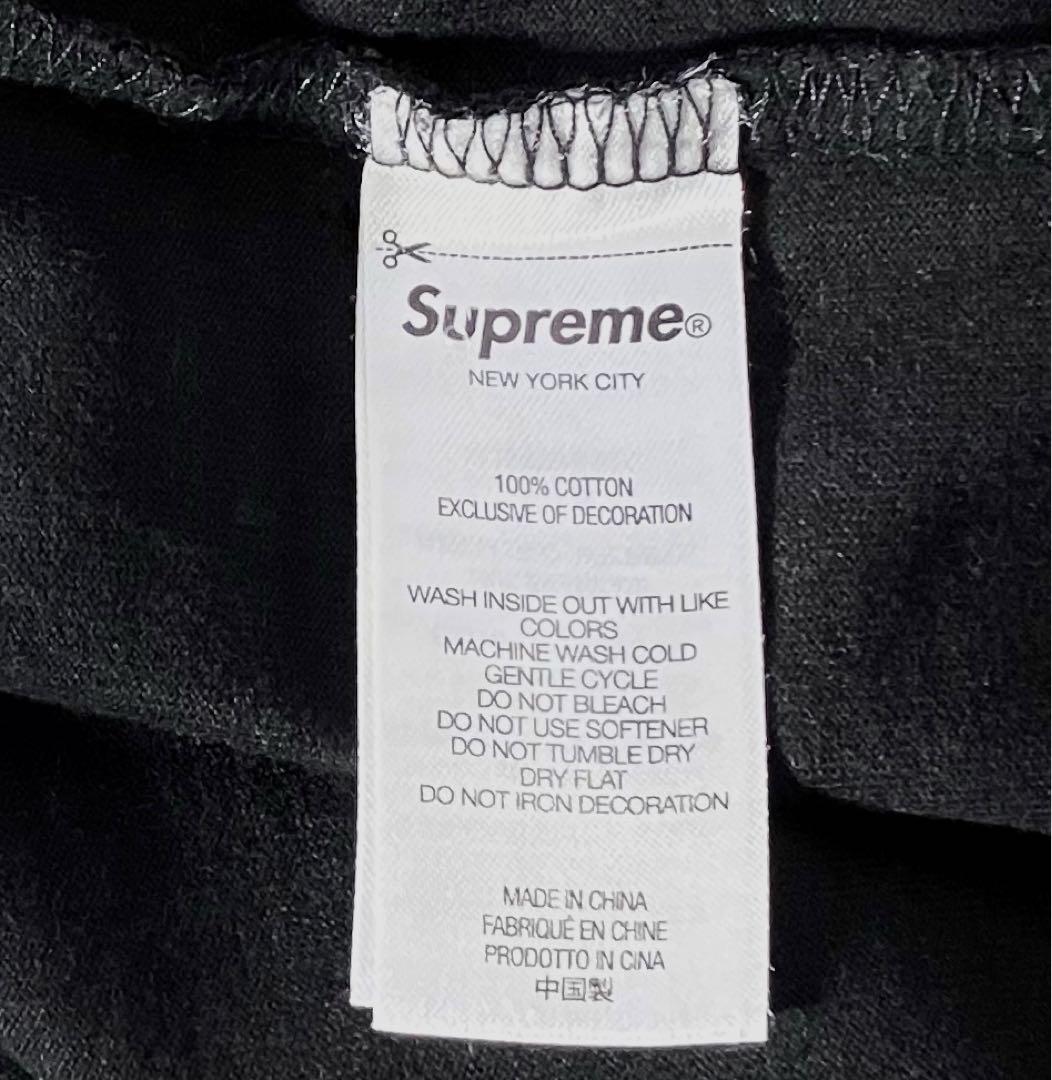 Supreme®
NEW YORK CITY
100% COTTON
EXCLUSIVE OF DECORATION
WASH INSIDE OUT WITH LIKE
COLORS
MACHINE WASH COLD
GENTLE CYCLE
DO NOT BLEACH
DO NOT USE SOFTENER
DO NOT TUMBLE DRY
DRY FLAT
DO NOT IRON DECORATION
MADE IN CHINA
FABRIQUÊ EN CHINE
PRODOTTO IN CINA
中国製